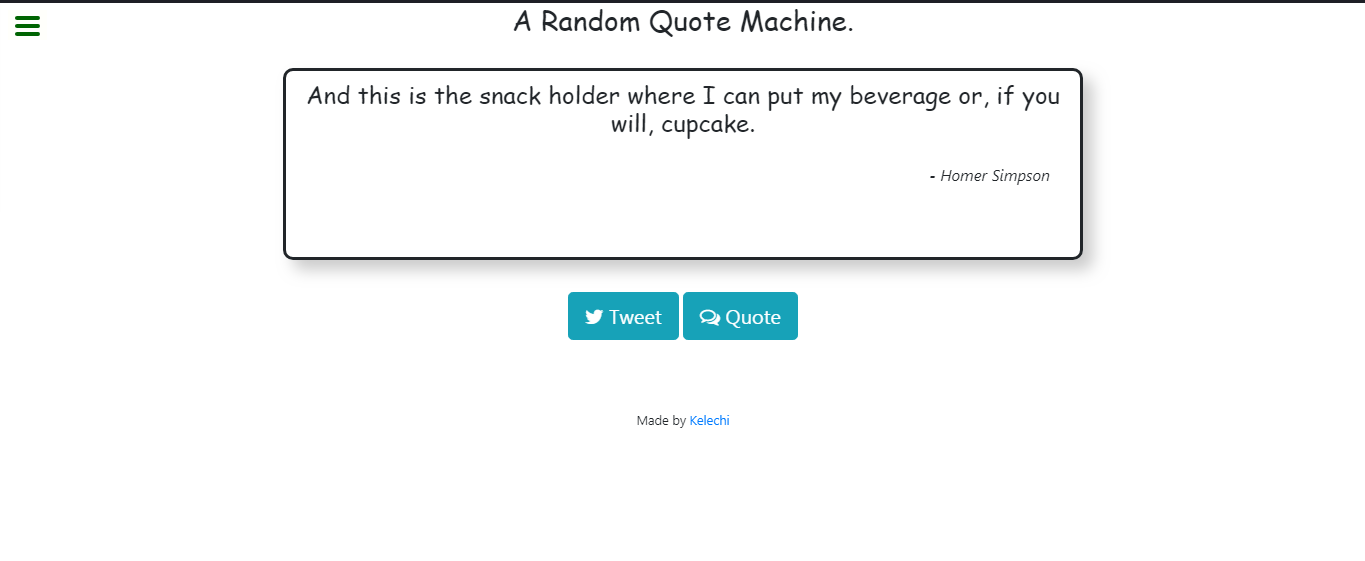 A Random Quote Machine.
And this is the snack holder where I can put my beverage or, if you
will, cupcake.
- Homer Simpson
Tweet Quote
Made by Kelechi